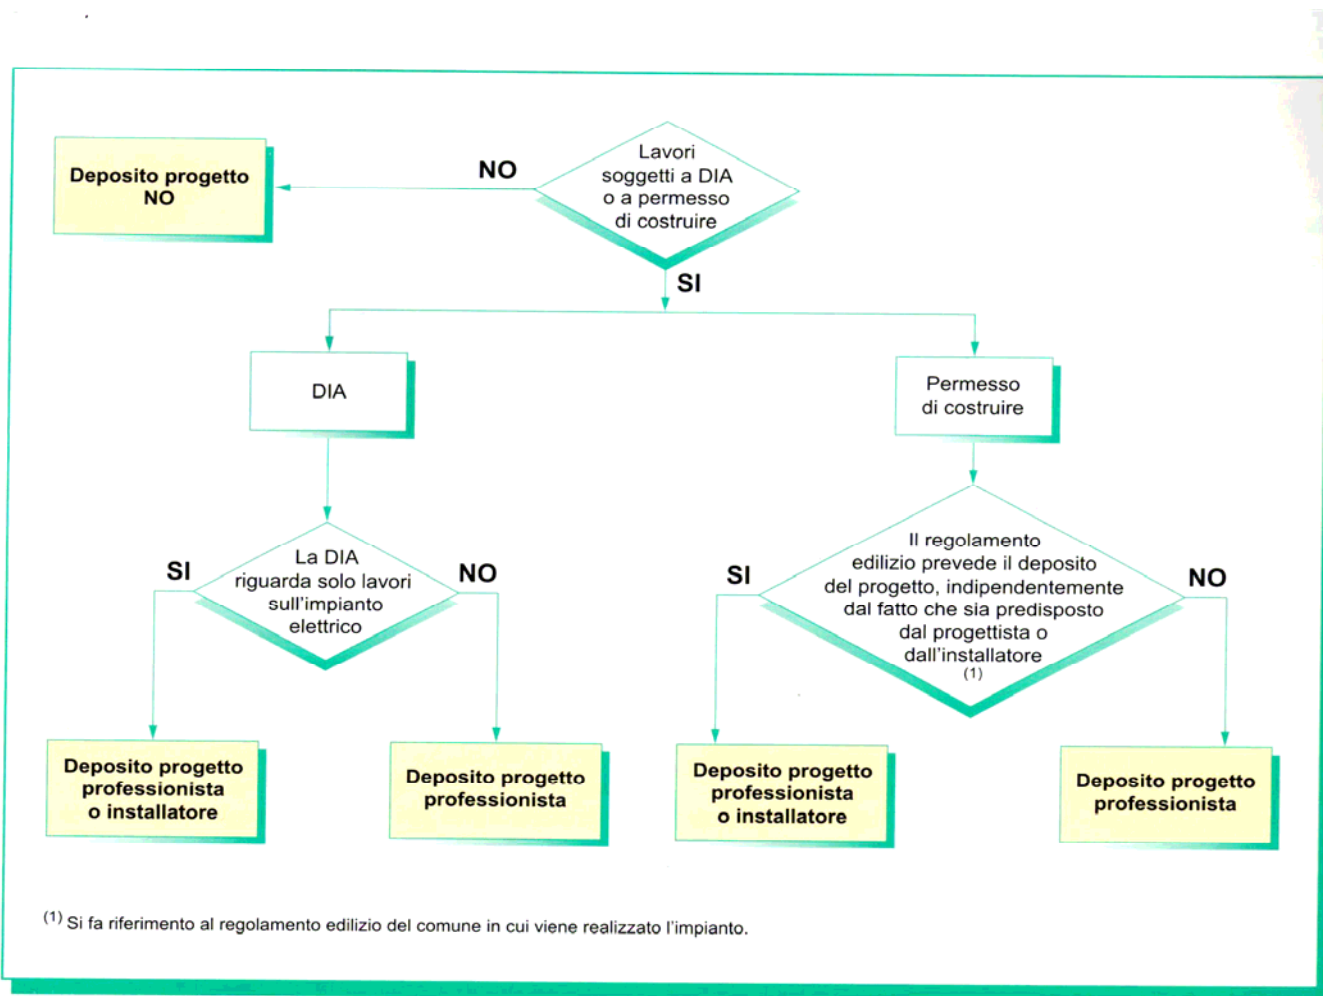 Lavori
soggetti a DIA
o a permesso
di costruire
NO
Deposito progetto
NO
SI
DIA
Permesso
di costruire
La DIA
riguarda solo lavori
sull'impianto
elettrico
SI
NO
Il regolamento
edilizio prevede il deposito
del progetto, indipendentemente
dal fatto che sia predisposto
dal progettista o
dall'installatore
(1)
SI
NO
Deposito progetto
professionista
o installatore
Deposito progetto
professionista
Deposito progetto
professionista
o installatore
Deposito progetto
professionista
(1) Si fa riferimento al regolamento edilizio del comune in cui viene realizzato l'impianto.